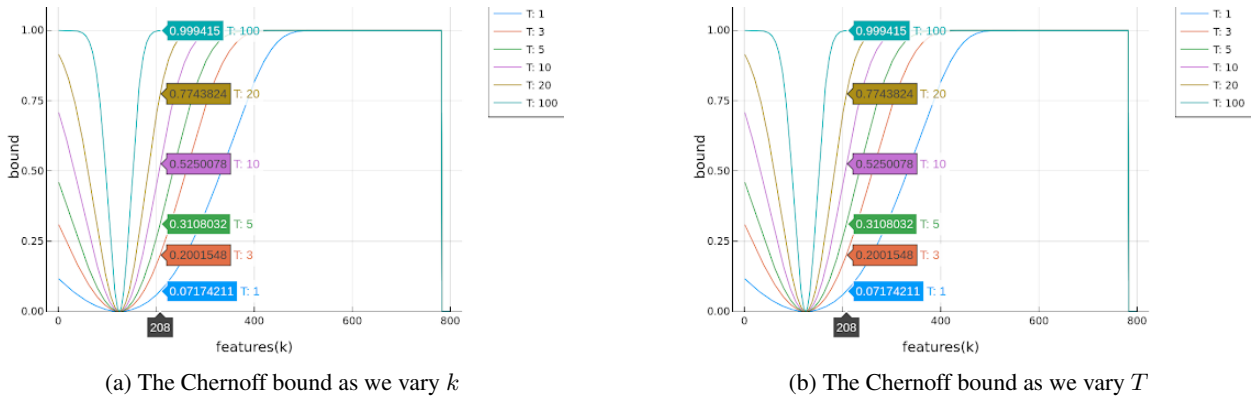 1.00
0.75
0.50
0.25
0.00
bound
0.999415 T: 100
0.7743824 T: 20
0.5250078 T: 10
0.3108032 T: 5
0.2001548 T: 3
0.07174211 T: 1
0
208
400
600
800
features(k)
T: 1
T: 3
T: 5
T: 10
T: 20
T: 100
(a) The Chernoff bound as we vary k
1.00
0.75
0.50
0.25
0.00
bound
0.999415 T: 100
0.7743824 T: 20
0.5250078 T: 10
0.3108032 T: 5
0.2001548 T: 3
0.07174211 T: 1
0
208
400
600
800
features(k)
T: 1
T: 3
T: 5
T: 10
T: 20
T: 100
(b) The Chernoff bound as we vary T